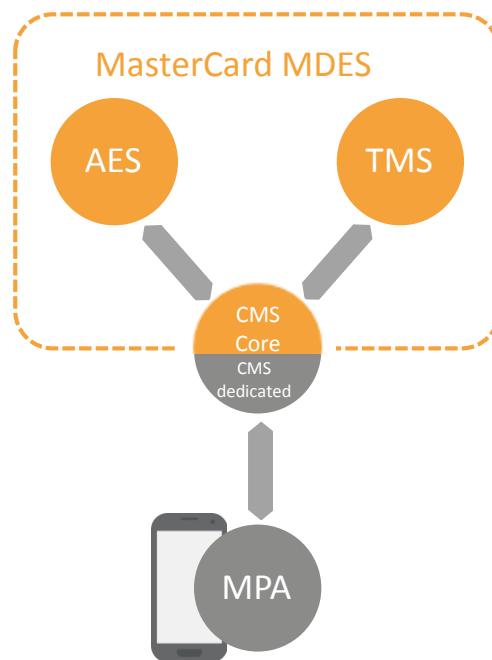 MasterCard MDES
AES
TMS
CMS
Core
CMS
dedicated
MPA